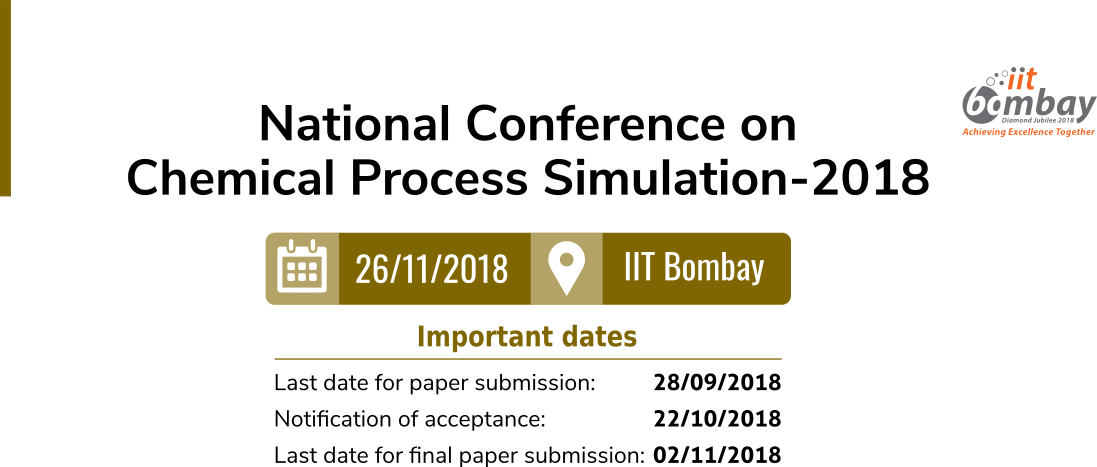 National Conference on
Chemical Process Simulation-2018
iit
bombay
Diamond Jubilee 2018
Achieving Excellence Together
26/11/2018 IIT Bombay
Important dates
Last date for paper submission: 28/09/2018
Notification of acceptance: 22/10/2018
Last date for final paper submission: 02/11/2018